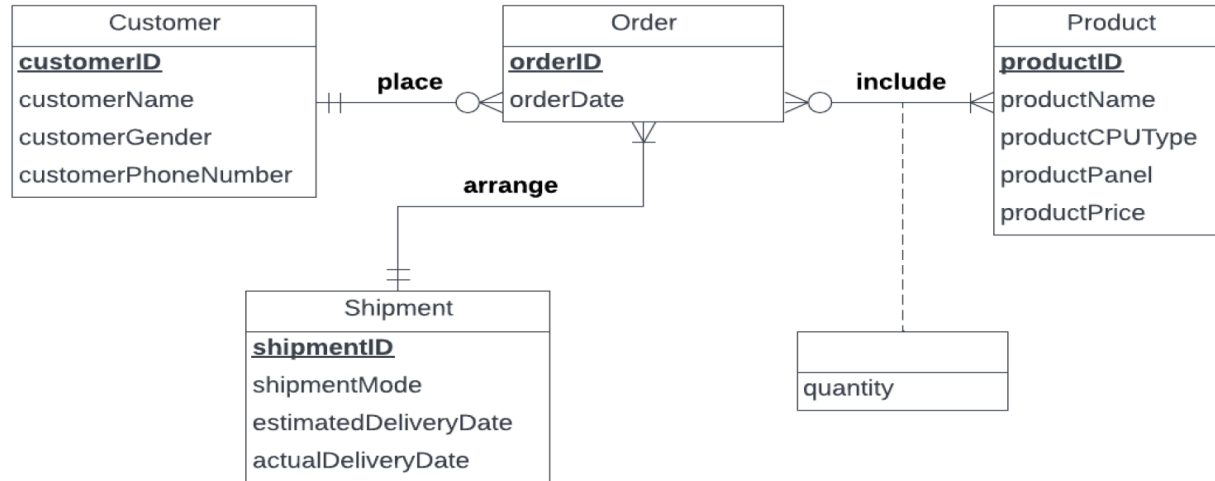 Customer
customerID
customerName
customerGender
customerPhoneNumber
place
Order
orderID
orderDate
include
Product
productID
productName
productCPUType
productPanel
productPrice
arrange
Shipment
shipmentID
shipmentMode
estimatedDeliveryDate
actualDeliveryDate
quantity